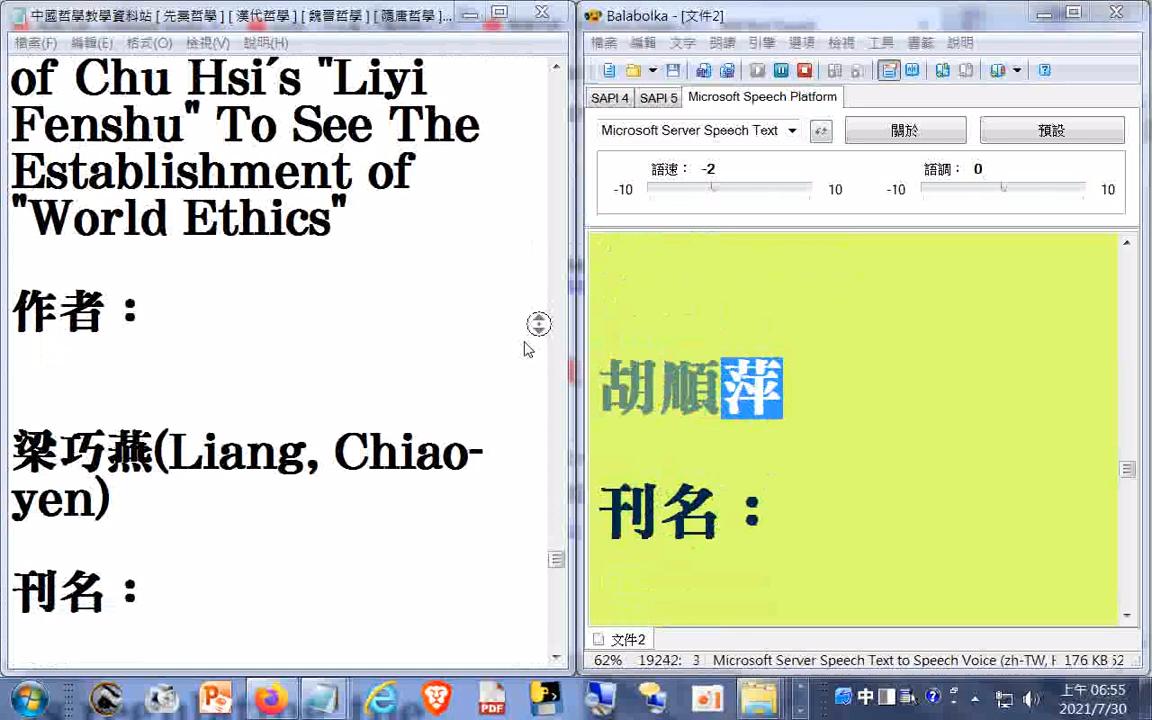 中國哲學教學資料站 [ 先秦哲學 ] [ 漢代哲學 ] [ 魏晉哲學 ] [ 隋唐哲學 ]...
檔案(F) 編輯(E) 格式(O) 檢視(V) 說明(H)
of Chu Hsi´s "Liyi
Fenshu" To See The
Establishment of
"World Ethics"
作者：
梁巧燕(Liang, Chiao-
yen)
刊名：
Balabolka - [文件2]
檔案 編輯 文字 朗讀 引擎 選項 檢視 工具 書籤 說明
SAPI 4 SAPI 5 Microsoft Speech Platform
Microsoft Server Speech Text 關於 預設
語速： -2 語調： 0
-10 10 -10 10
胡順萍
刊名：
文件2
62% 19242: 3 Microsoft Server Speech Text to Speech Voice (zh-TW, 176 KB
PDF 中 上午 06:55
2021/7/30